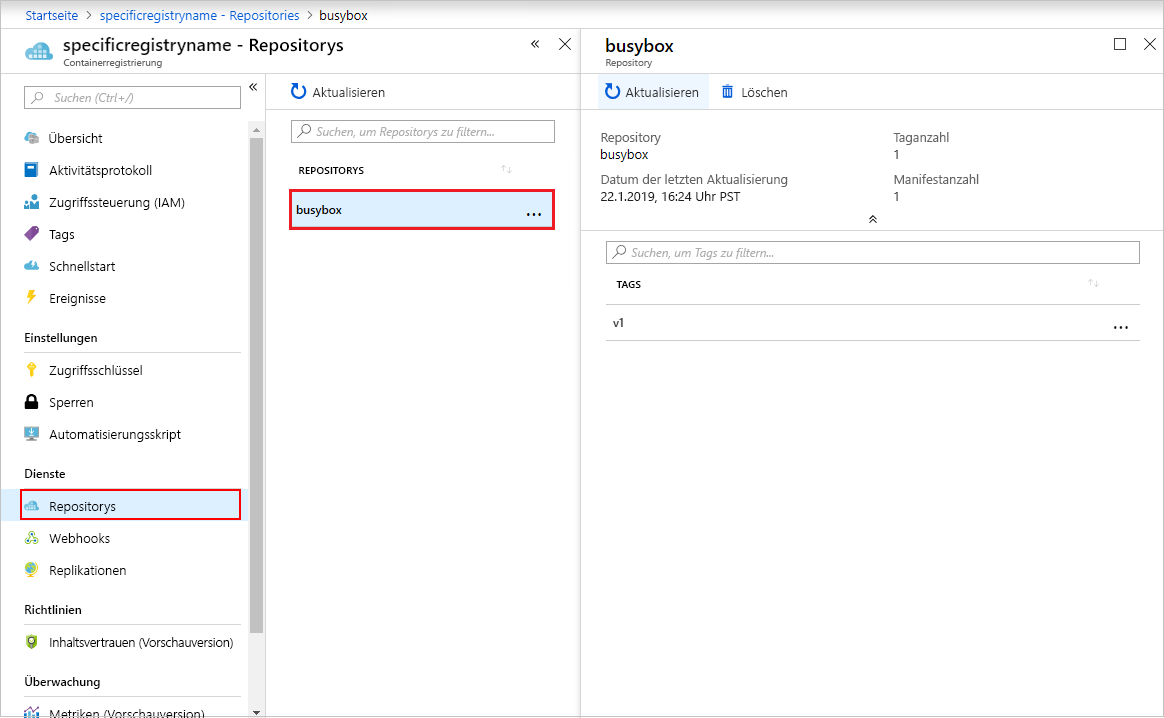 Startseite > specificregistryname - Repositories > busybox
specificregistryname - Repositorys
Containerregistrierung
Suchen (Ctrl+/)
Übersicht
Aktivitätsprotokoll
Zugriffssteuerung (IAM)
Tags
Schnellstart
Ereignisse
Einstellungen
Zugriffsschlüssel
Sperren
Automatisierungsskript
Dienste
Repositorys
Webhooks
Replikationen
Richtlinien
Inhaltsvertrauen (Vorschauversion)
Überwachung
Metriken (Vorschauversion)
Aktualisieren
Suchen, um Repositorys zu filtern...
REPOSITORYS
busybox
busybox
Repository
Aktualisieren
Löschen
Repository
busybox
Taganzahl
1
Datum der letzten Aktualisierung
22.1.2019, 16:24 Uhr PST
Manifestanzahl
1
Suchen, um Tags zu filtern...
TAGS
v1